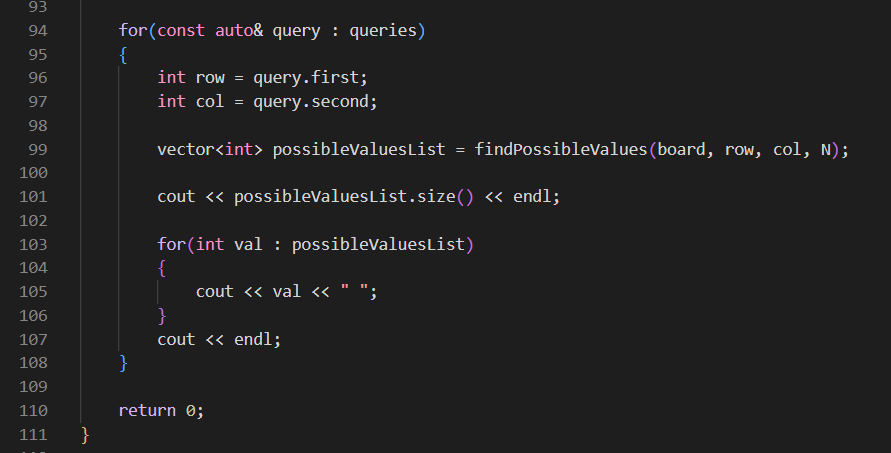 93
94 for(const auto& query : queries)
95 {
96 int row = query.first;
97 int col = query.second;
98
99 vector<int> possibleValuesList = findPossibleValues(board, row, col, N);
100
101 cout << possibleValuesList.size() << endl;
102
103 for(int val : possibleValuesList)
104 {
105 cout << val << " ";
106 }
107 cout << endl;
108 }
109
110 return 0;
111 }